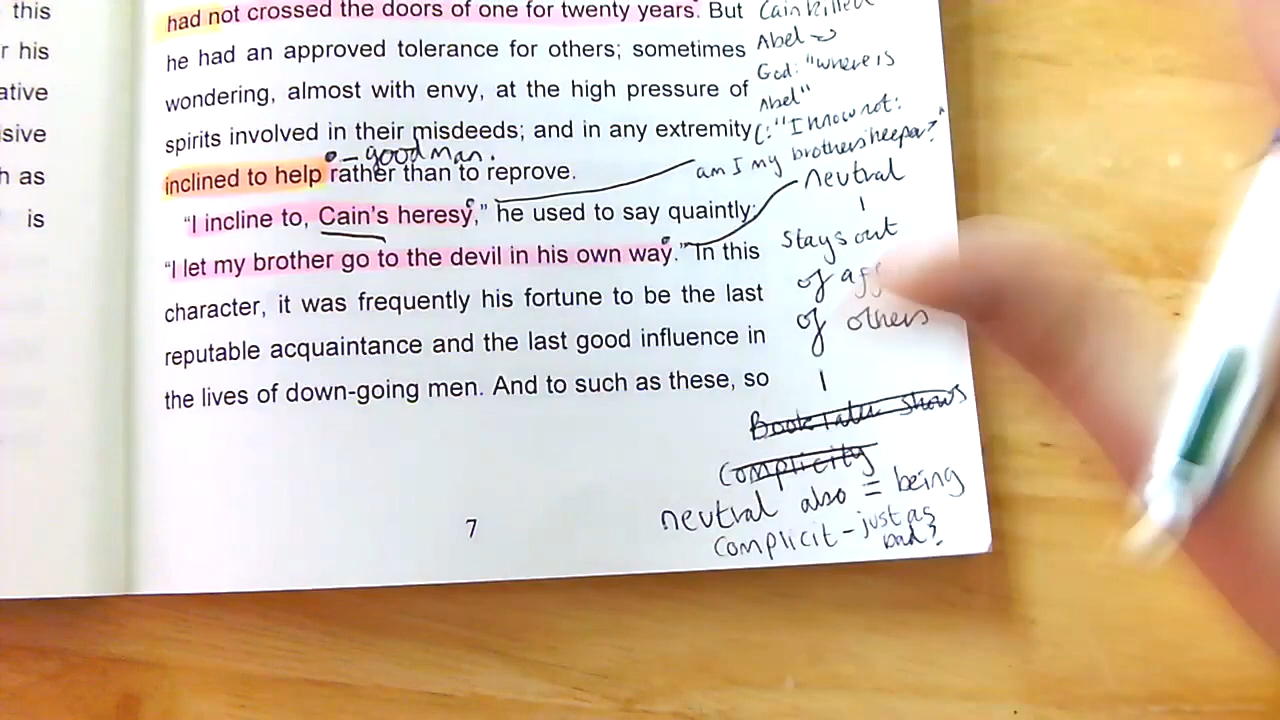 this
r his
ative
sive
h as
is
had not crossed the doors of one for twenty years. But
he had an approved tolerance for others; sometimes
wondering, almost with envy, at the high pressure of
spirits involved in their misdeeds; and in any extremity
– good man.
inclined to help rather than to reprove.
“I incline to, Cain's heresy,” he used to say quaintly:
“I let my brother go to the devil in his own way.” In this
character, it was frequently his fortune to be the last
reputable acquaintance and the last good influence in
the lives of down-going men. And to such as these, so
7
Cain killed
Abel
God: "where is
Abel"
C: "I know not:
am I my brothers keeper?"
neutral
stays out
of
of others
Book later shows
complicity
neutral also = being
complicit - just as
bad?